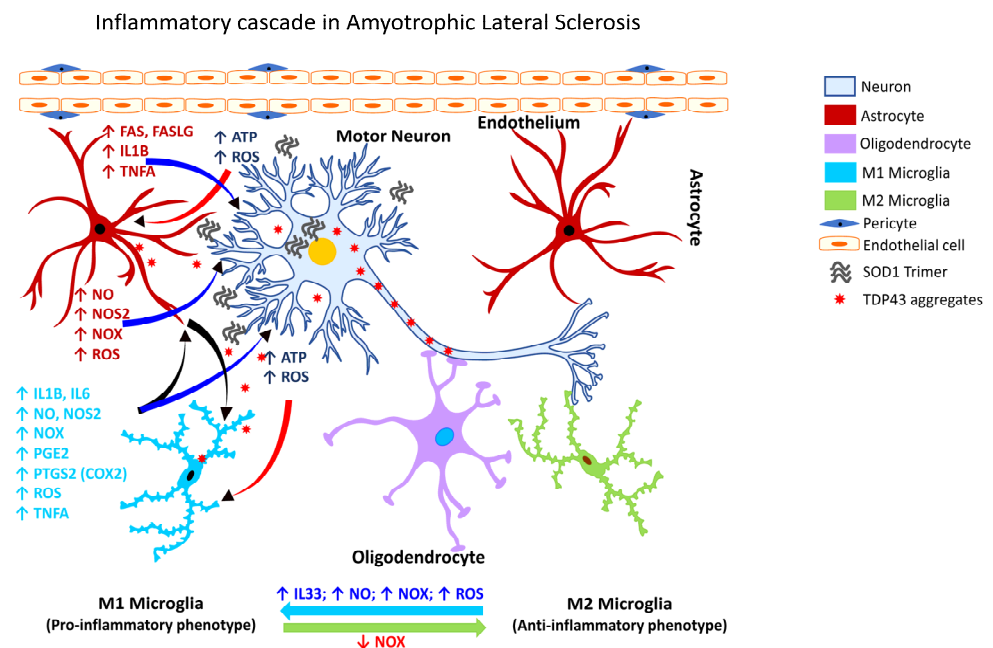 Inflammatory cascade in Amyotrophic Lateral Sclerosis
Endothelium
Motor Neuron
↑ FAS, FASLG
↑ IL1B
↑ TNFA
↑ ATP
↑ ROS
Astrocyte
↑ NO
↑ NOS2
↑ NOX
↑ ROS
↑ ATP
↑ ROS
↑ IL1B, IL6
↑ NO, NOS2
↑ NOX
↑ PGE2
↑ PTGS2 (COX2)
↑ ROS
↑ TNFA
Oligodendrocyte
M1 Microglia
(Pro-inflammatory phenotype)
↑ IL33; ↑ NO; ↑ NOX; ↑ ROS
↓ NOX
M2 Microglia
(Anti-inflammatory phenotype)
Neuron
Astrocyte
Oligodendrocyte
M1 Microglia
M2 Microglia
Pericyte
Endothelial cell
SOD1 Trimer
TDP43 aggregates